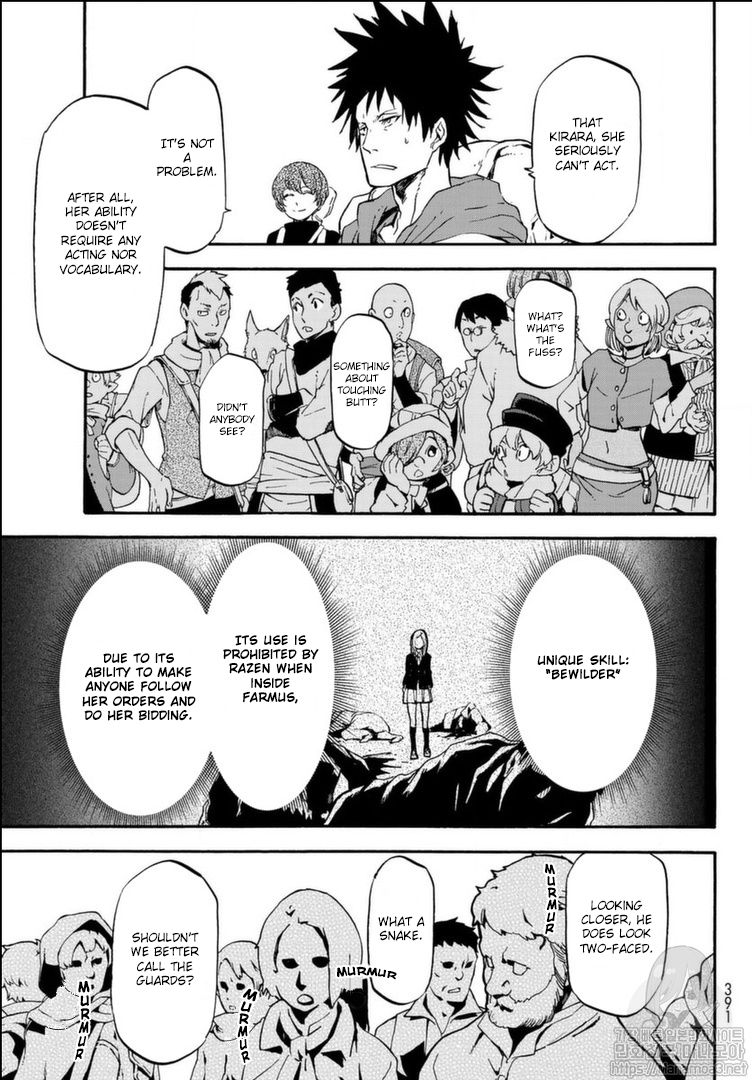 THAT
KIRARA, SHE
SERIOUSLY
CAN'T ACT.
IT'S NOT
A
PROBLEM.
AFTER ALL,
HER ABILITY
DOESN'T
REQUIRE ANY
ACTING NOR
VOCABULARY.
WHAT?
WHAT'S
THE
FUSS?
SOMETHING
ABOUT
TOUCHING
BUTT?
DIDN'T
ANYBODY
SEE?
UNIQUE SKILL:
"BEWILDER"
ITS USE IS
PROHIBITED BY
RAZEN WHEN
INSIDE
FARMUS,
DUE TO ITS
ABILITY TO MAKE
ANYONE FOLLOW
HER ORDERS AND
DO HER BIDDING.
LOOKING
CLOSER, HE
DOES LOOK
TWO-FACED.
MURMUR
WHAT A
SNAKE.
MURMUR
MURMUR
SHOULDN'T
WE BETTER
CALL THE
GUARDS?
MURMUR
391
https://manamoa3.net